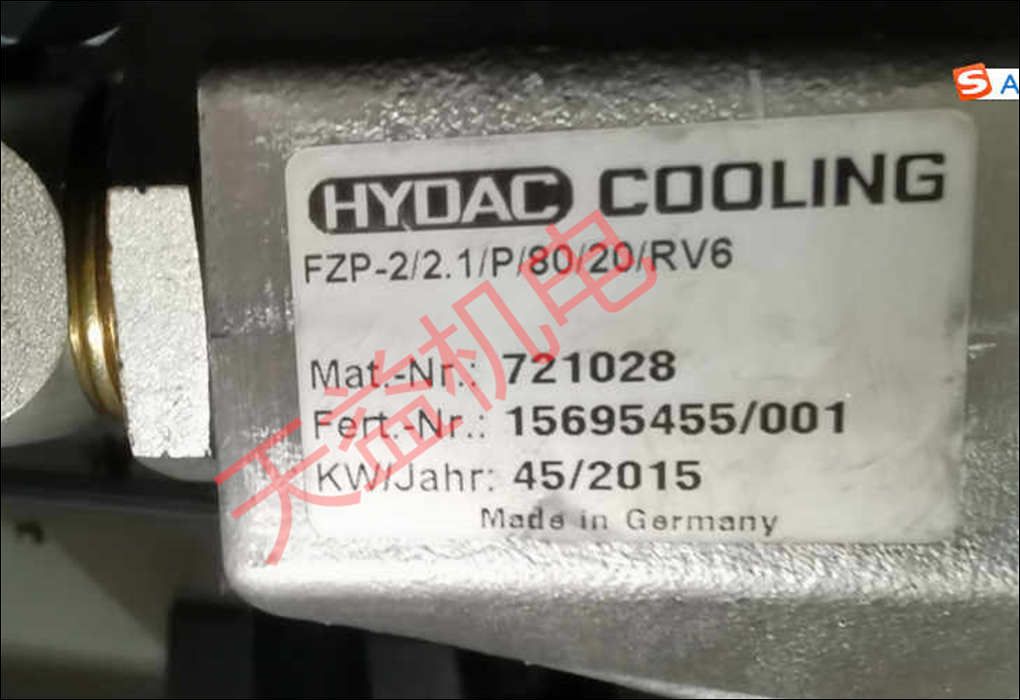 HYDAC COOLING
FZP-2/2.1/P/80/20/RV6
Mat.-Nr.: 721028
Fert.-Nr.: 15695455/001
KW/Jahr: 45/2015
Made in Germany
天益机电
S A